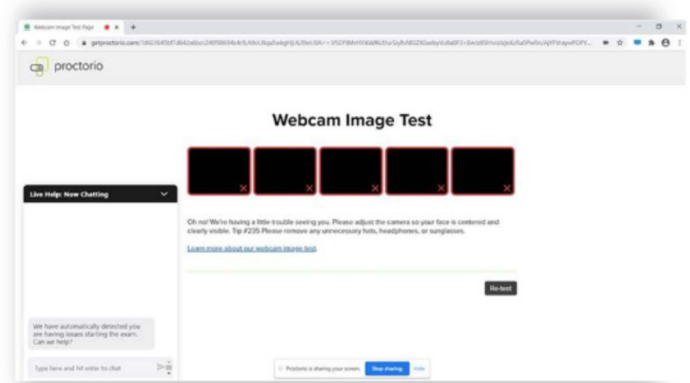 Webcam Image Test Page
proctorio
Webcam Image Test
Live Help: Now Chatting
Oh no! We're having a little trouble seeing you. Please adjust the camera so your face is centered and
clearly visible. Tip #235 Please remove any unnecessary hats, headphones, or sunglasses.
Learn more about our webcam image test.
Re-test
We have automatically detected you
are having issues starting the exam.
Can we help?
Type here and hit enter to chat
Proctorio is sharing your screen.
Stop sharing
Hide